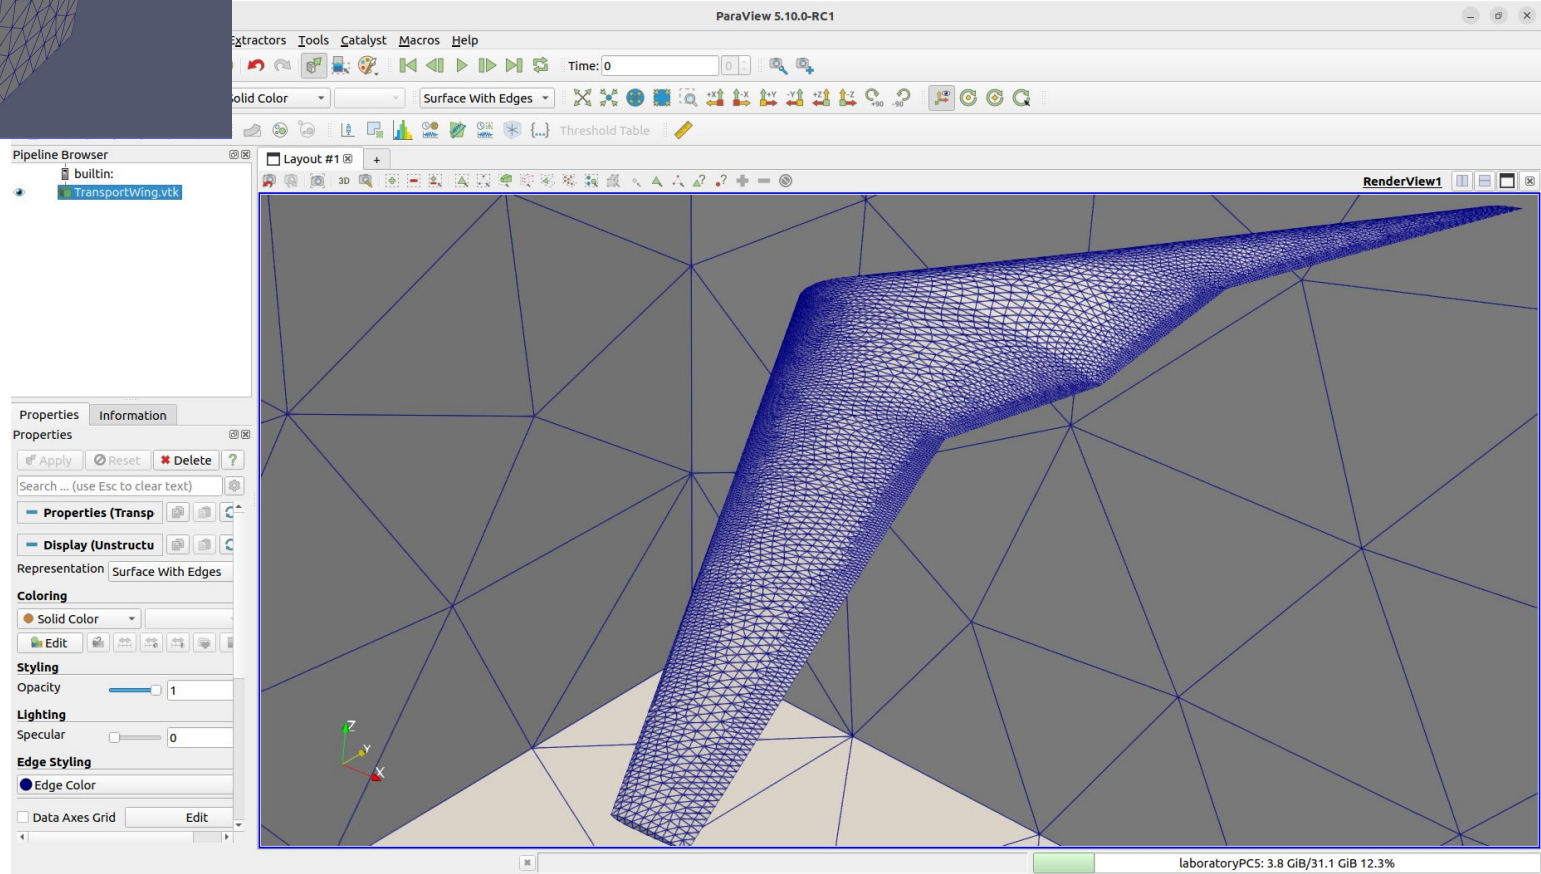 ParaView 5.10.0-RC1
Extractors Tools Catalyst Macros Help
Time: 0 0
Solid Color Surface With Edges +X -X +Y -Y +Z -Z +90 -90
Threshold Table
Pipeline Browser
Layout #1 +
builtin:
TransportWing.vtk
3D
RenderView1
Properties Information
Properties
Apply Reset Delete ?
Search ... (use Esc to clear text)
Properties (Transp
Display (Unstructu
Representation Surface With Edges
Coloring
Solid Color
Edit
Styling
Opacity 1
Lighting
Specular 0
Edge Styling
Edge Color
Data Axes Grid Edit
Z
Y
X
laboratoryPC5: 3.8 GiB/31.1 GiB 12.3%